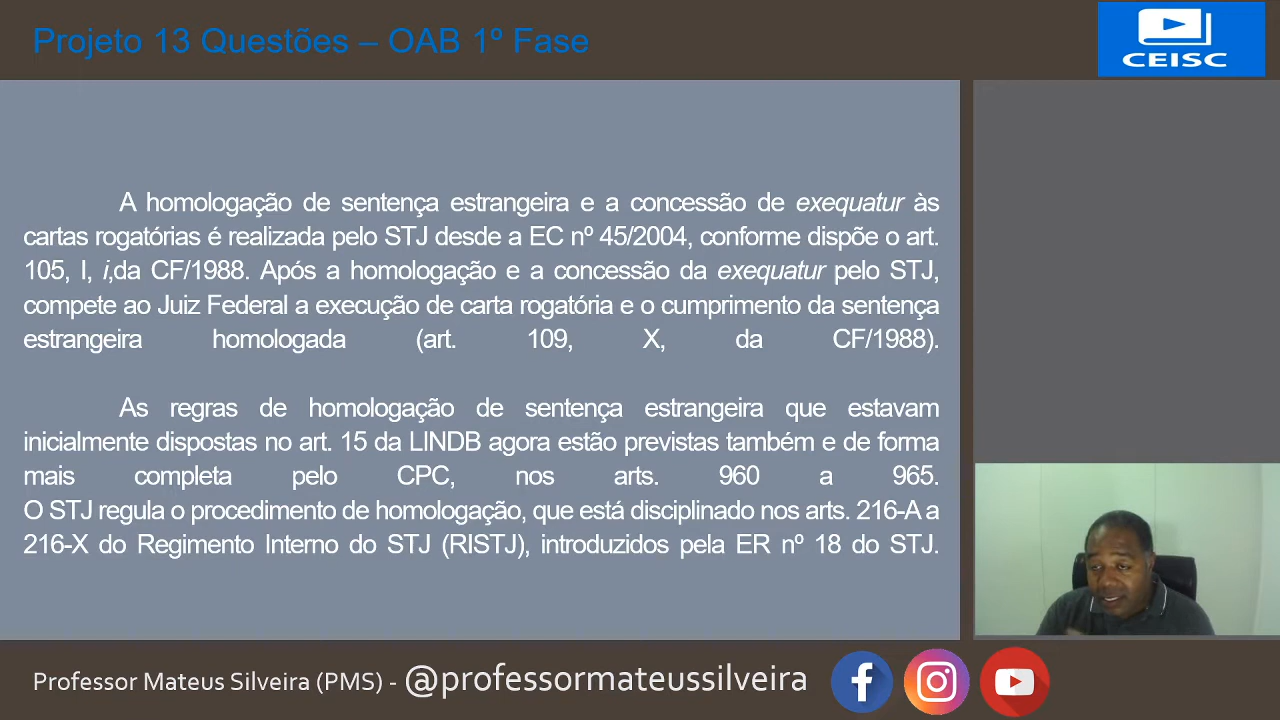 Projeto 13 Questões – OAB 1º Fase
CEISC
A homologação de sentença estrangeira e a concessão de exequatur às
cartas rogatórias é realizada pelo STJ desde a EC nº 45/2004, conforme dispõe o art.
105, I, i,da CF/1988. Após a homologação e a concessão da exequatur pelo STJ,
compete ao Juiz Federal a execução de carta rogatória e o cumprimento da sentença
estrangeira homologada (art. 109, X, da CF/1988).
As regras de homologação de sentença estrangeira que estavam
inicialmente dispostas no art. 15 da LINDB agora estão previstas também e de forma
mais completa pelo CPC, nos arts. 960 a 965.
O STJ regula o procedimento de homologação, que está disciplinado nos arts. 216-A a
216-X do Regimento Interno do STJ (RISTJ), introduzidos pela ER nº 18 do STJ.
Professor Mateus Silveira (PMS) - @professormateussilveira